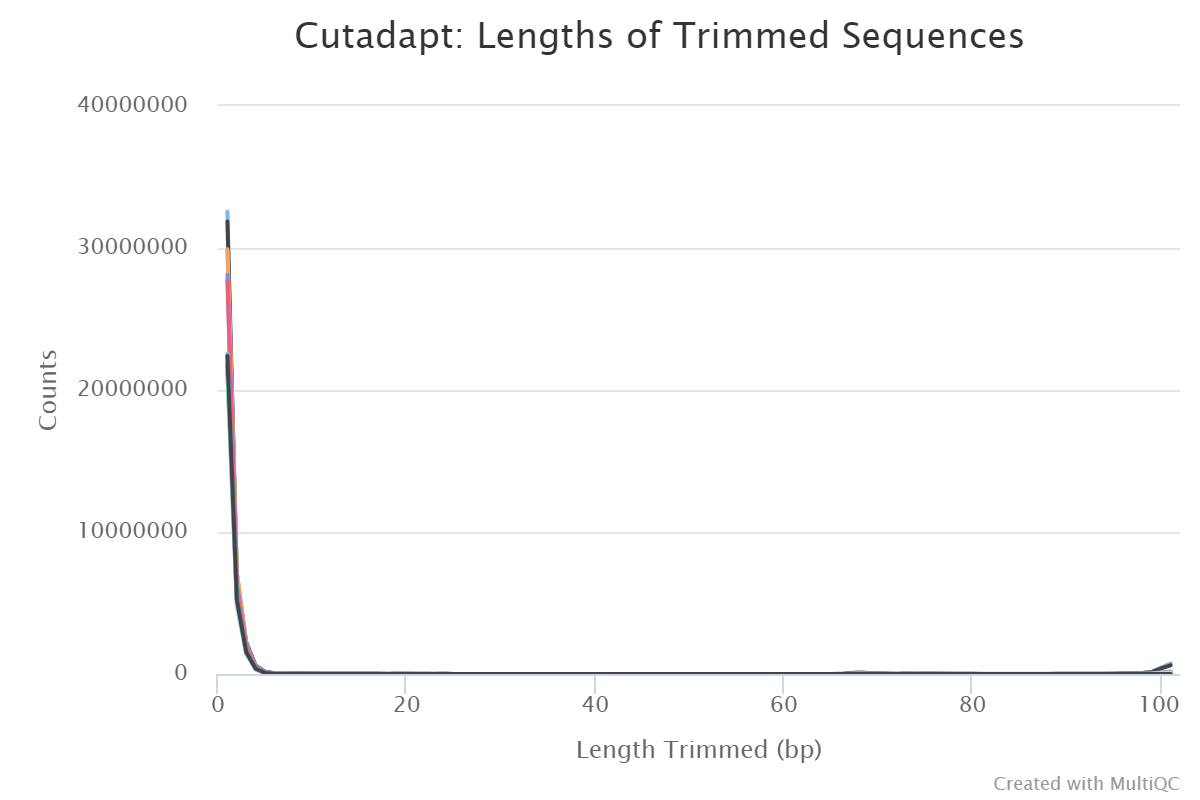 Cutadapt: Lengths of Trimmed Sequences
40000000
30000000
20000000
10000000
0
Counts
0 20 40 60 80 100
Length Trimmed (bp)
Created with MultiQC